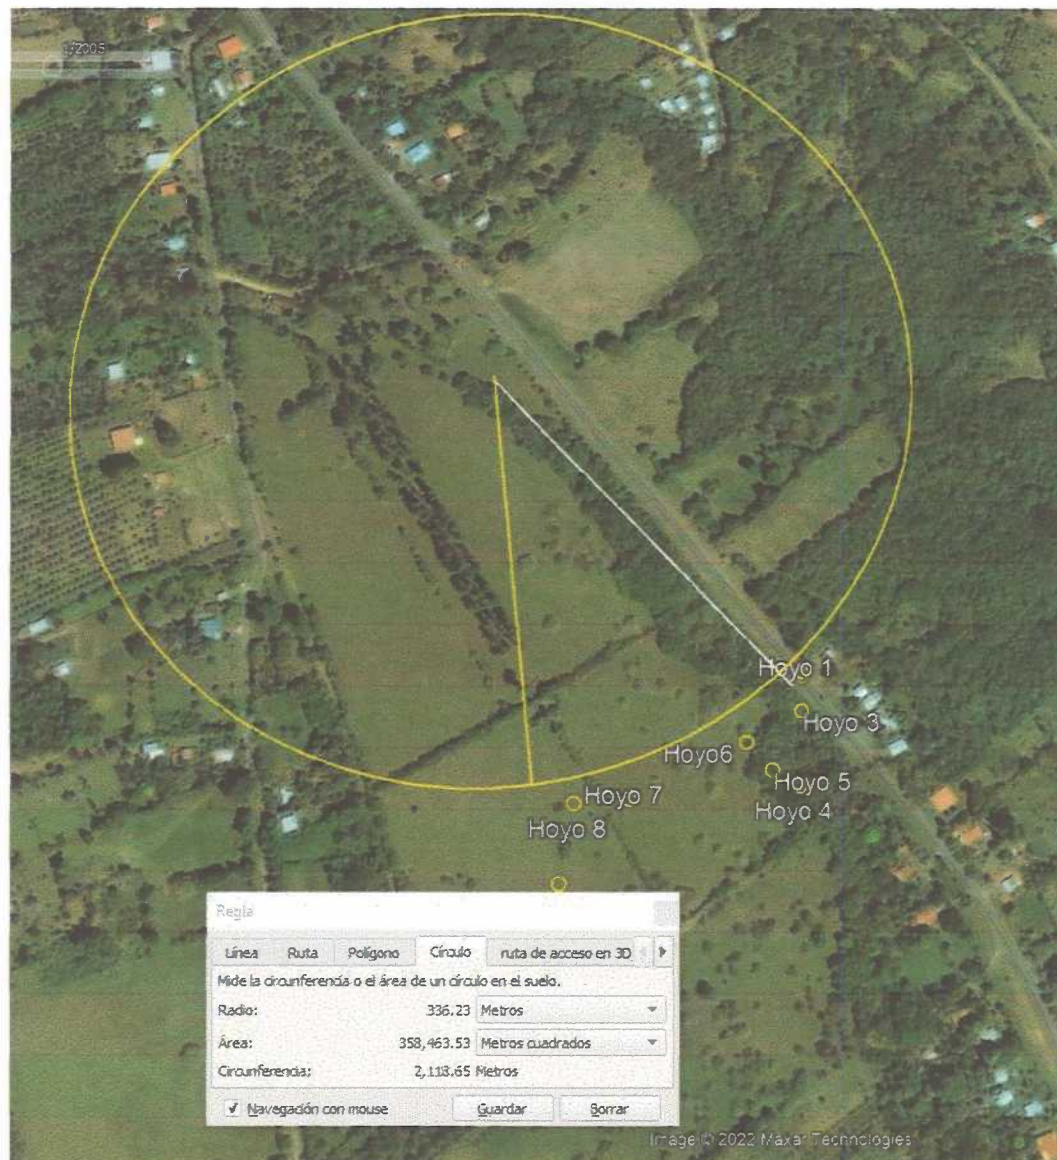 1/2005
Hoyo 1
Hoyo 3
Hoyo6
Hoyo 5
Hoyo 4
Hoyo 7
Hoyo 8
Regla
Línea Ruta Polígono Círculo ruta de acceso en 3D
Mide la circunferencia o el área de un círculo en el suelo.
Radio: 336.23 Metros
Área: 358,463.53 Metros cuadrados
Circunferencia: 2,118.65 Metros
Navegación con mouse Guardar Borrar
Image © 2022 Maxar Technologies